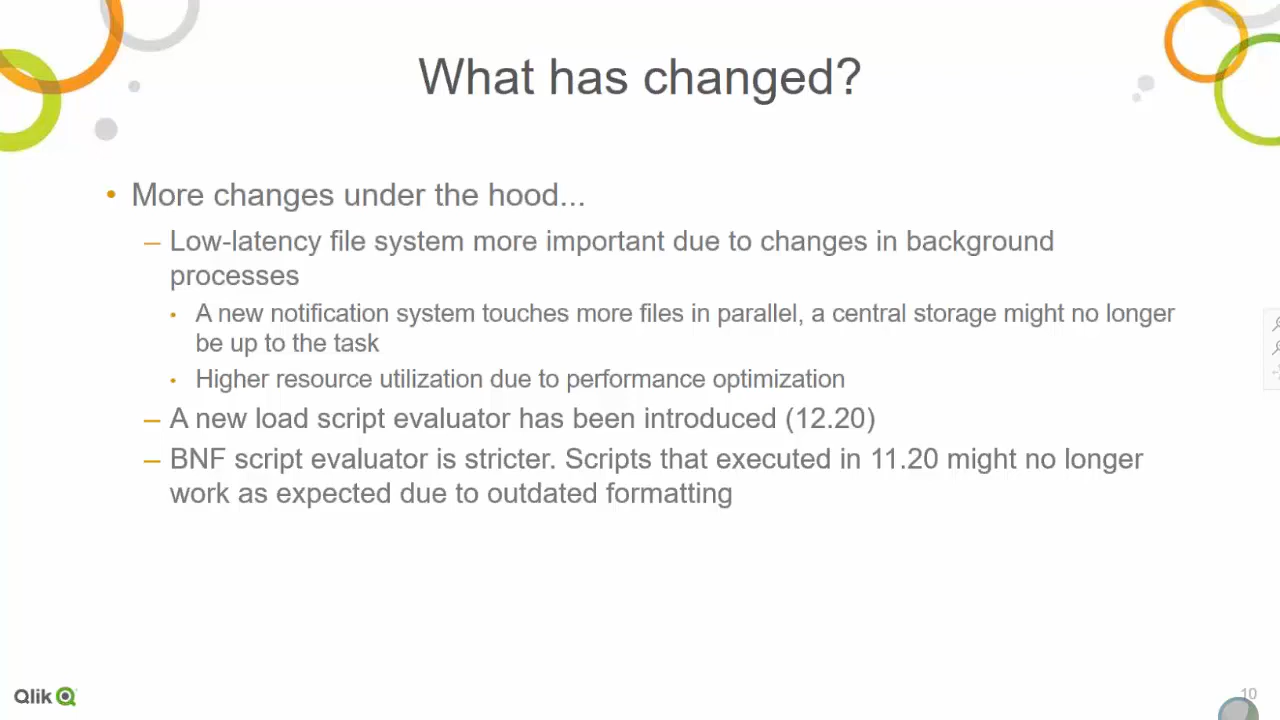 What has changed?
• More changes under the hood...
– Low-latency file system more important due to changes in background
processes
• A new notification system touches more files in parallel, a central storage might no longer
be up to the task
• Higher resource utilization due to performance optimization
– A new load script evaluator has been introduced (12.20)
– BNF script evaluator is stricter. Scripts that executed in 11.20 might no longer
work as expected due to outdated formatting
Qlik
10